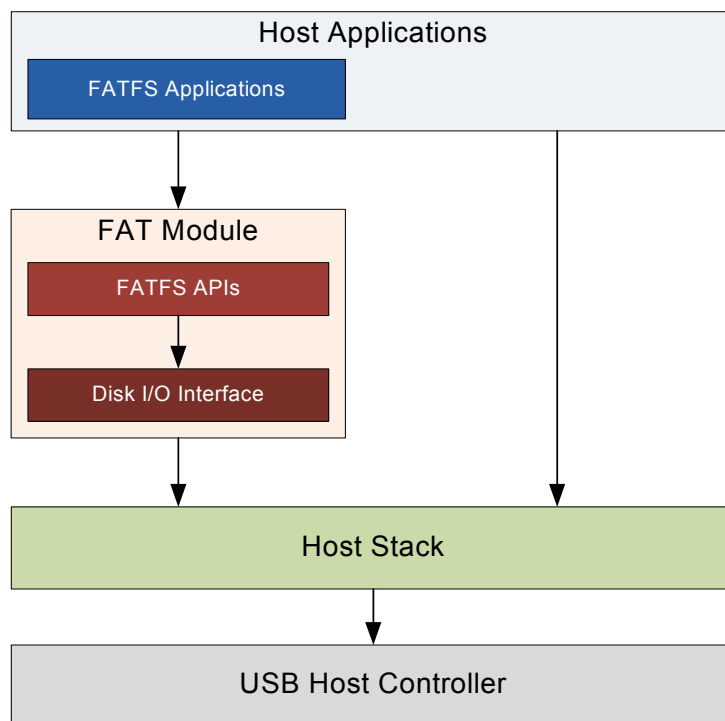 Host Applications
FATFS Applications
FAT Module
FATFS APIs
Disk I/O Interface
Host Stack
USB Host Controller